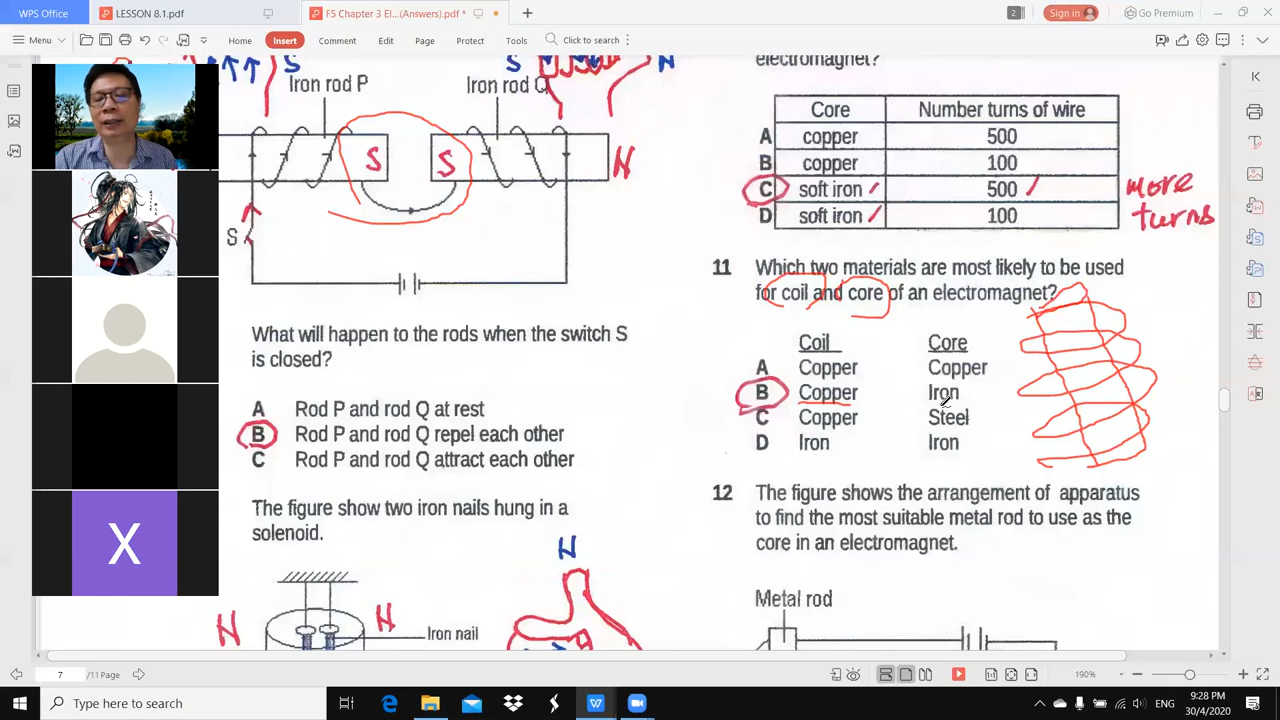 WPS Office
LESSON 8.1.pdf
F5 Chapter 3 El...(Answers).pdf *
2
Sign in
Go Premium
Menu
Home
Insert
Comment
Edit
Page
Protect
Tools
Click to search
S
S
N
Iron rod P
Iron rod Q
S
S
N
S
What will happen to the rods when the switch S
is closed?
A Rod P and rod Q at rest
B Rod P and rod Q repel each other
C Rod P and rod Q attract each other
The figure show two iron nails hung in a
solenoid.
N
N
N
Iron nail
X
electromagnet?
Core Number turns of wire
A copper 500
B copper 100
C soft iron 500
D soft iron 100
more
turns
11 Which two materials are most likely to be used
for coil and core of an electromagnet?
Coil Core
A Copper Copper
B Copper Iron
C Copper Steel
D Iron Iron
12 The figure shows the arrangement of apparatus
to find the most suitable metal rod to use as the
core in an electromagnet.
Metal rod
7 /11 Page
190%
Type here to search
ENG
9:28 PM
30/4/2020